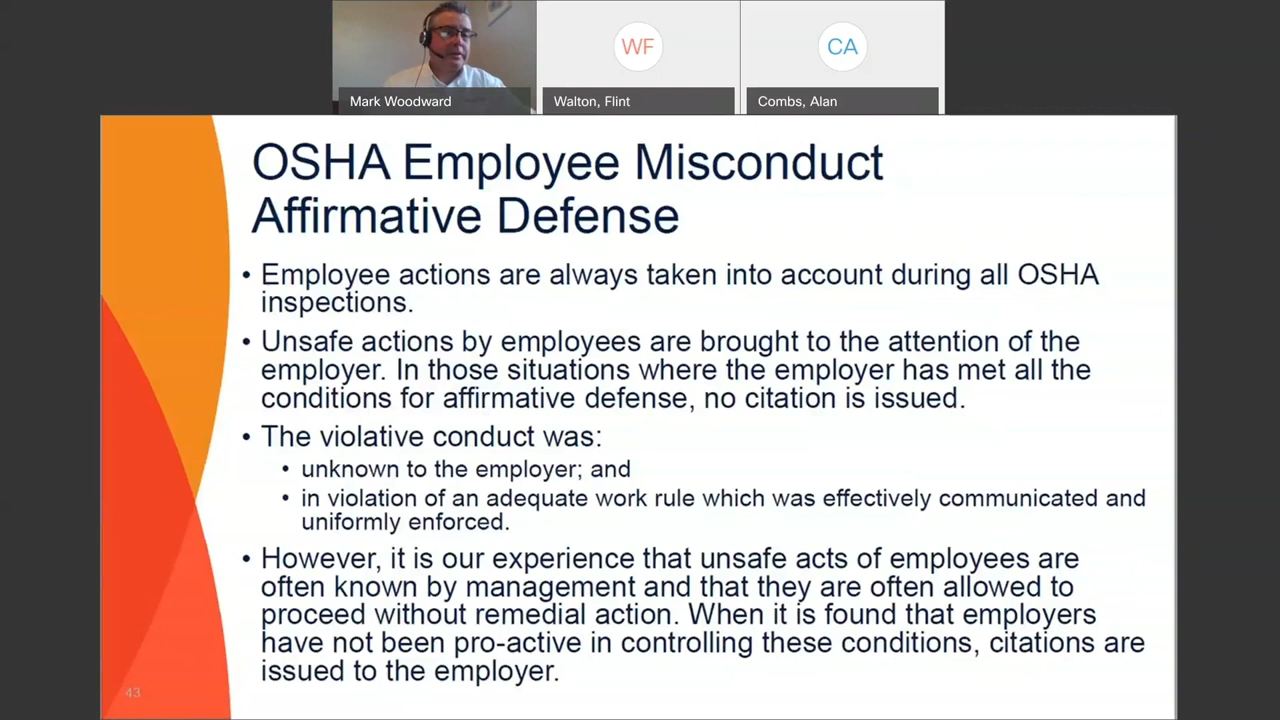 Mark Woodward
WF
Walton, Flint
CA
Combs, Alan
OSHA Employee Misconduct
Affirmative Defense
• Employee actions are always taken into account during all OSHA
inspections.
• Unsafe actions by employees are brought to the attention of the
employer. In those situations where the employer has met all the
conditions for affirmative defense, no citation is issued.
• The violative conduct was:
• unknown to the employer; and
• in violation of an adequate work rule which was effectively communicated and
uniformly enforced.
• However, it is our experience that unsafe acts of employees are
often known by management and that they are often allowed to
proceed without remedial action. When it is found that employers
have not been pro-active in controlling these conditions, citations are
issued to the employer.
43